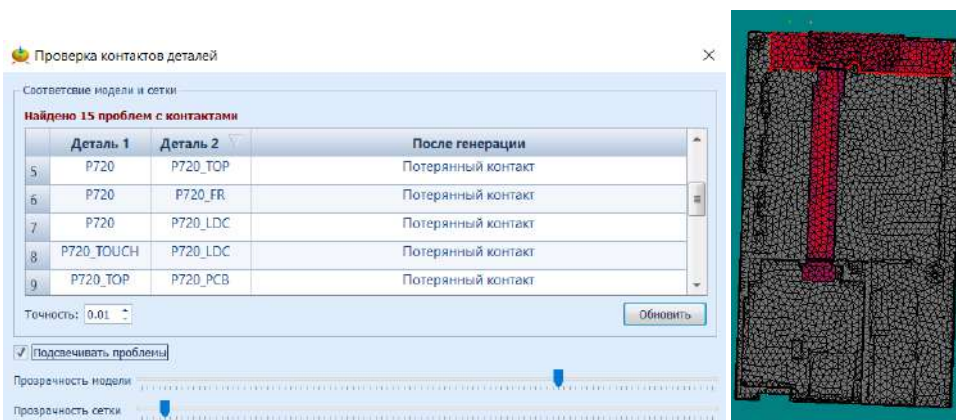 Проверка контактов деталей
Соответсвие модели и сетки
Найдено 15 проблем с контактами
Деталь 1 Деталь 2 После генерации
5 P720 P720_TOP Потерянный контакт
6 P720 P720_FR Потерянный контакт
7 P720 P720_LDC Потерянный контакт
8 P720_TOUCH P720_LDC Потерянный контакт
9 P720_TOP P720_PCB Потерянный контакт
Точность: 0.01 Обновить
Подсвечивать проблемы
Прозрачность модели
Прозрачность сетки